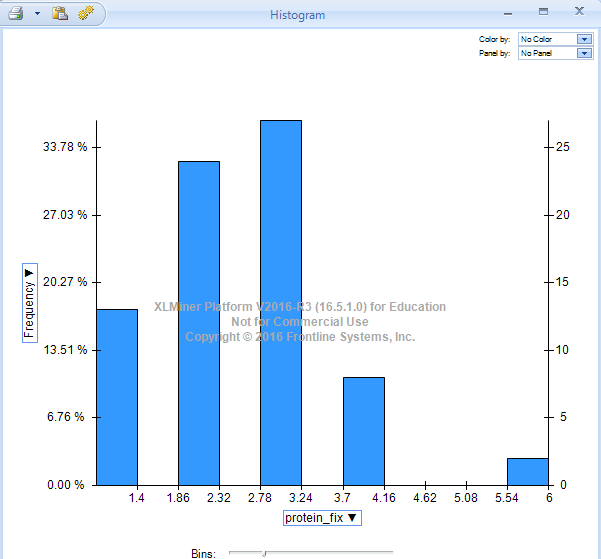 Histogram
Color by: No Color
Panel by: No Panel
33.78 %
27.03 %
20.27 %
13.51 %
6.76 %
0.00 %
Frequency ▼
25
20
15
10
5
0
XLMiner Platform V2016-R3 (16.5.1.0) for Education
Not for Commercial Use
Copyright © 2016 Frontline Systems, Inc.
1.4 1.86 2.32 2.78 3.24 3.7 4.16 4.62 5.08 5.54 6
protein_fix ▼
Bins: